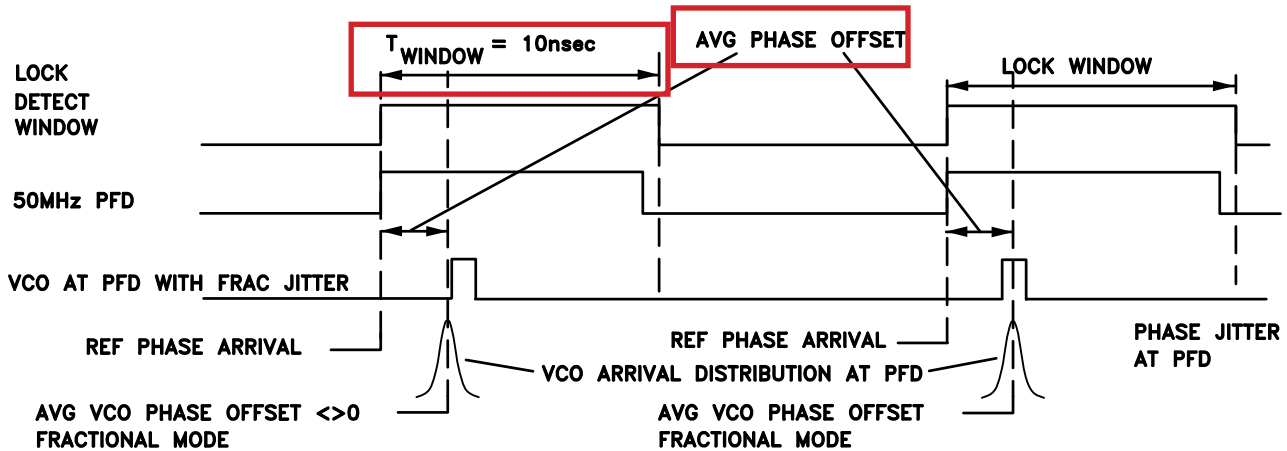 T WINDOW = 10nsec
AVG PHASE OFFSET
LOCK WINDOW
LOCK
DETECT
WINDOW
50MHz PFD
VCO AT PFD WITH FRAC JITTER
REF PHASE ARRIVAL
REF PHASE ARRIVAL
PHASE JITTER
AT PFD
VCO ARRIVAL DISTRIBUTION AT PFD
AVG VCO PHASE OFFSET <>0
FRACTIONAL MODE
AVG VCO PHASE OFFSET
FRACTIONAL MODE